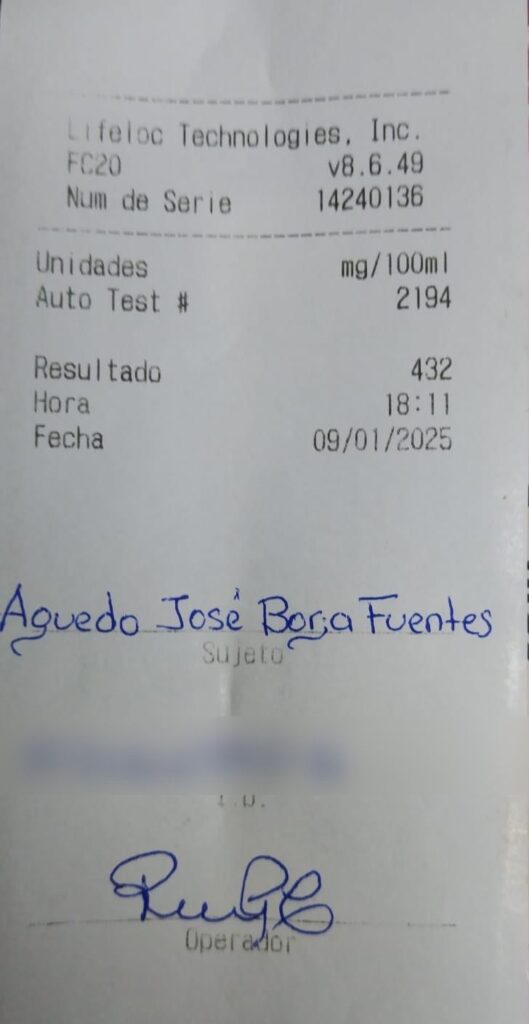 Lifeloc Technologies, Inc.
FC20 v8.6.49
Num de Serie 14240136
Unidades mg/100ml
Auto Test # 2194
Resultado 432
Hora 18:11
Fecha 09/01/2025
Aguedo José Borja Fuentes
Sujeto
I.D.
Operador